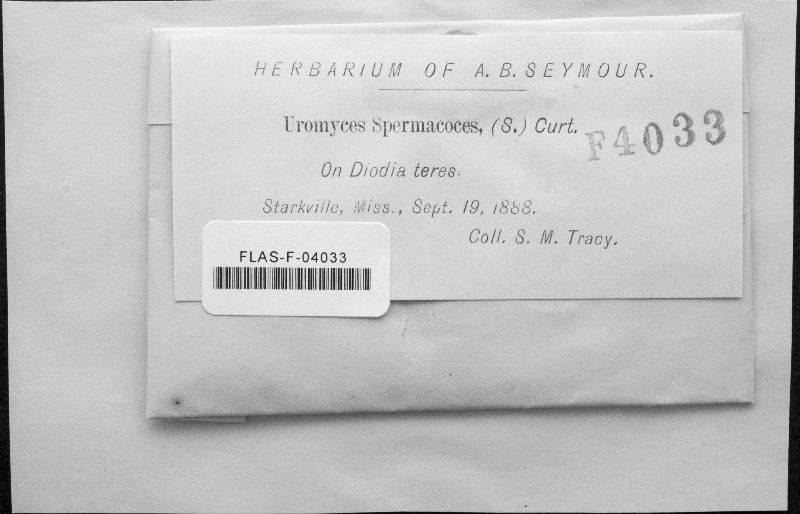 HERBARIUM OF A. B. SEYMOUR.
Uromyces Spermacoces, (S.) Curt.
F4033
On Diodia teres.
Starkville, Miss., Sept. 19, 1888.
Coll. S. M. Tracy.
FLAS-F-04033